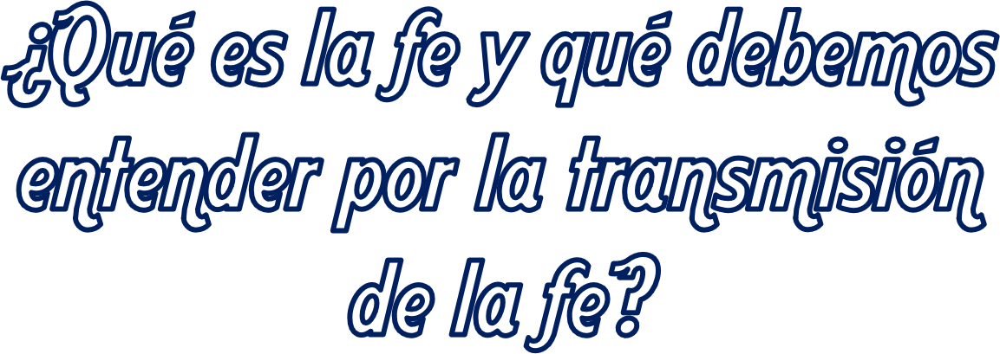 ¿Qué es la fe y qué debemos
entender por la transmisión
de la fe?